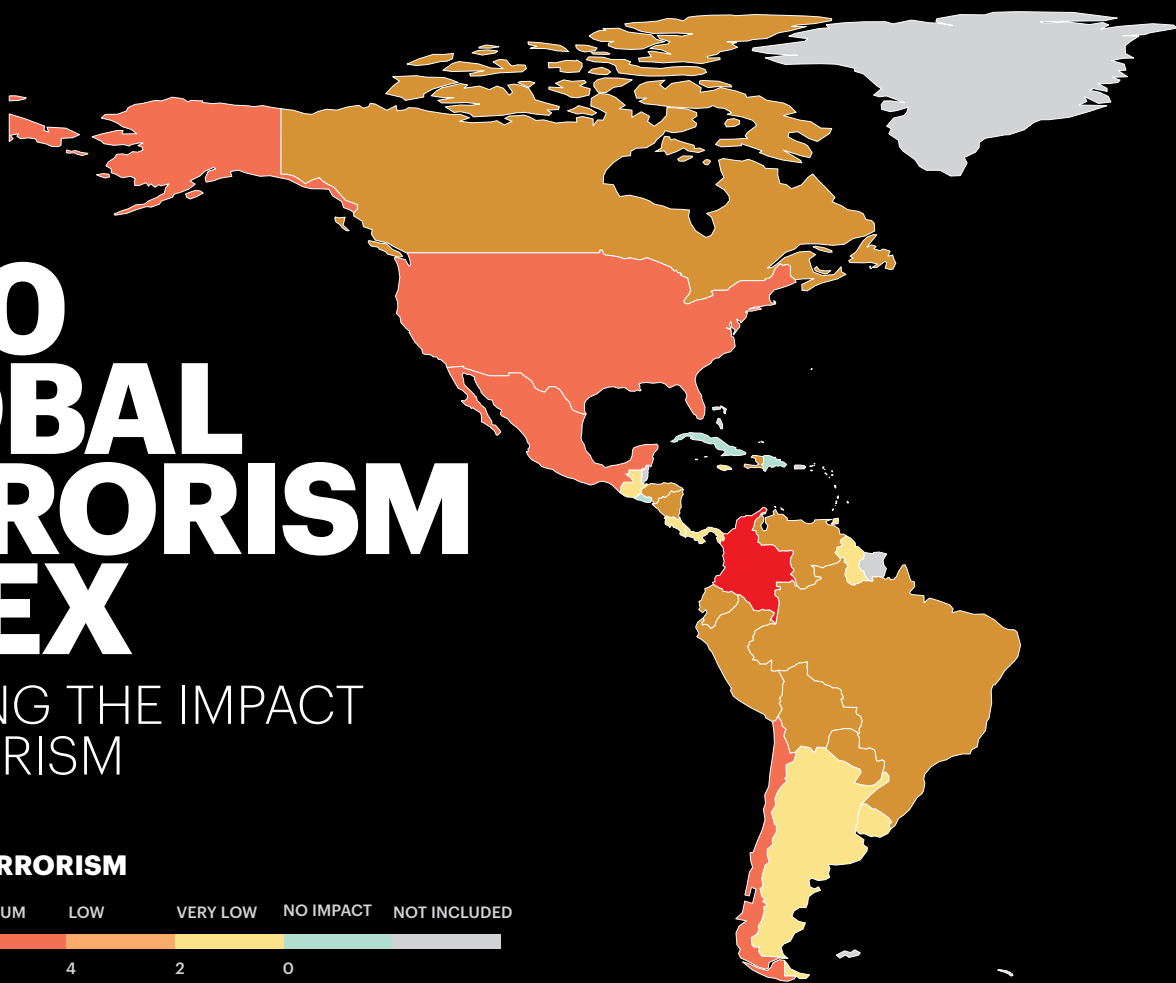 O
OBAL
RRORISM
EX
NG THE IMPACT
RISM
RRORISM
UM LOW VERY LOW NO IMPACT NOT INCLUDED
4 2 0